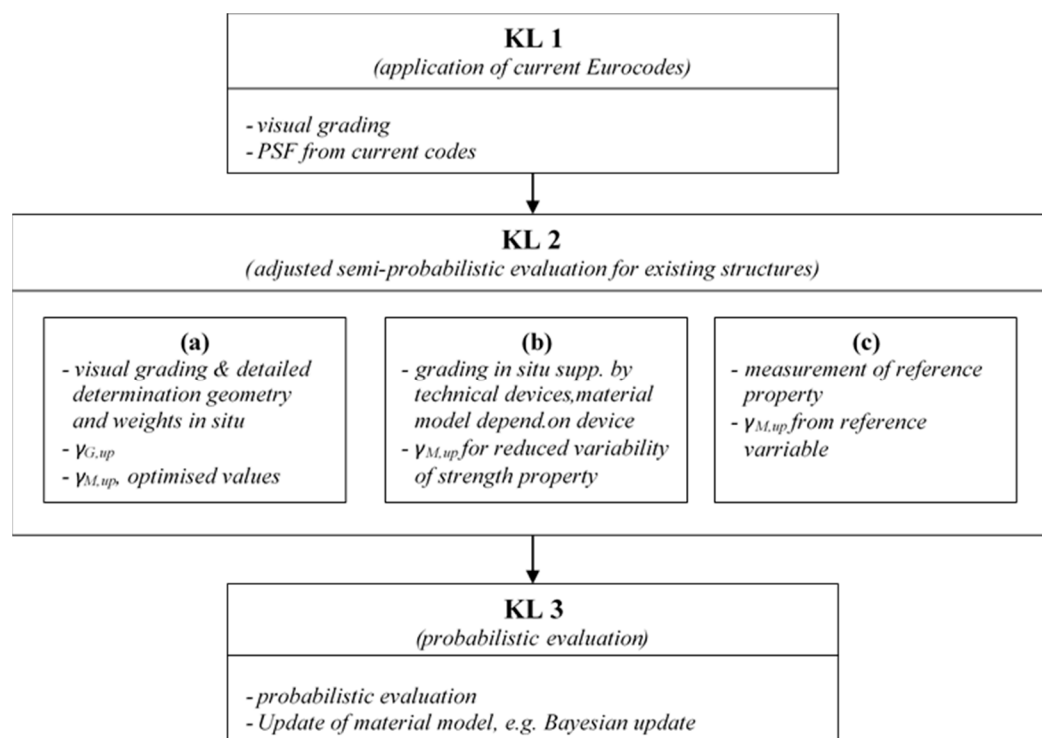 KL 1
(application of current Eurocodes)
- visual grading
- PSF from current codes
KL 2
(adjusted semi-probabilistic evaluation for existing structures)
(a)
- visual grading & detailed
determination geometry
and weights in situ
- γG,up
- γM,up, optimised values
(b)
- grading in situ supp. by
technical devices,material
model depend.on device
- γM,up for reduced variability
of strength property
(c)
- measurement of reference
property
- γM,up from reference
varriable
KL 3
(probabilistic evaluation)
- probabilistic evaluation
- Update of material model, e.g. Bayesian update